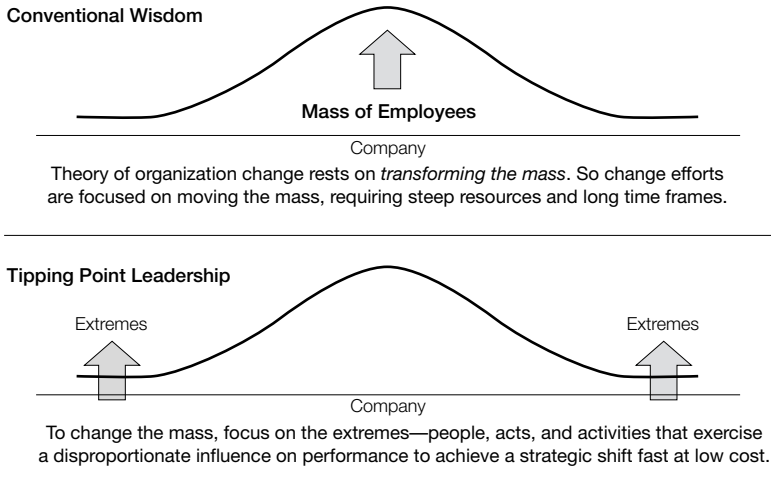 Conventional Wisdom
Mass of Employees
Company
Theory of organization change rests on transforming the mass. So change efforts
are focused on moving the mass, requiring steep resources and long time frames.
Tipping Point Leadership
Extremes
Extremes
Company
To change the mass, focus on the extremes—people, acts, and activities that exercise
a disproportionate influence on performance to achieve a strategic shift fast at low cost.